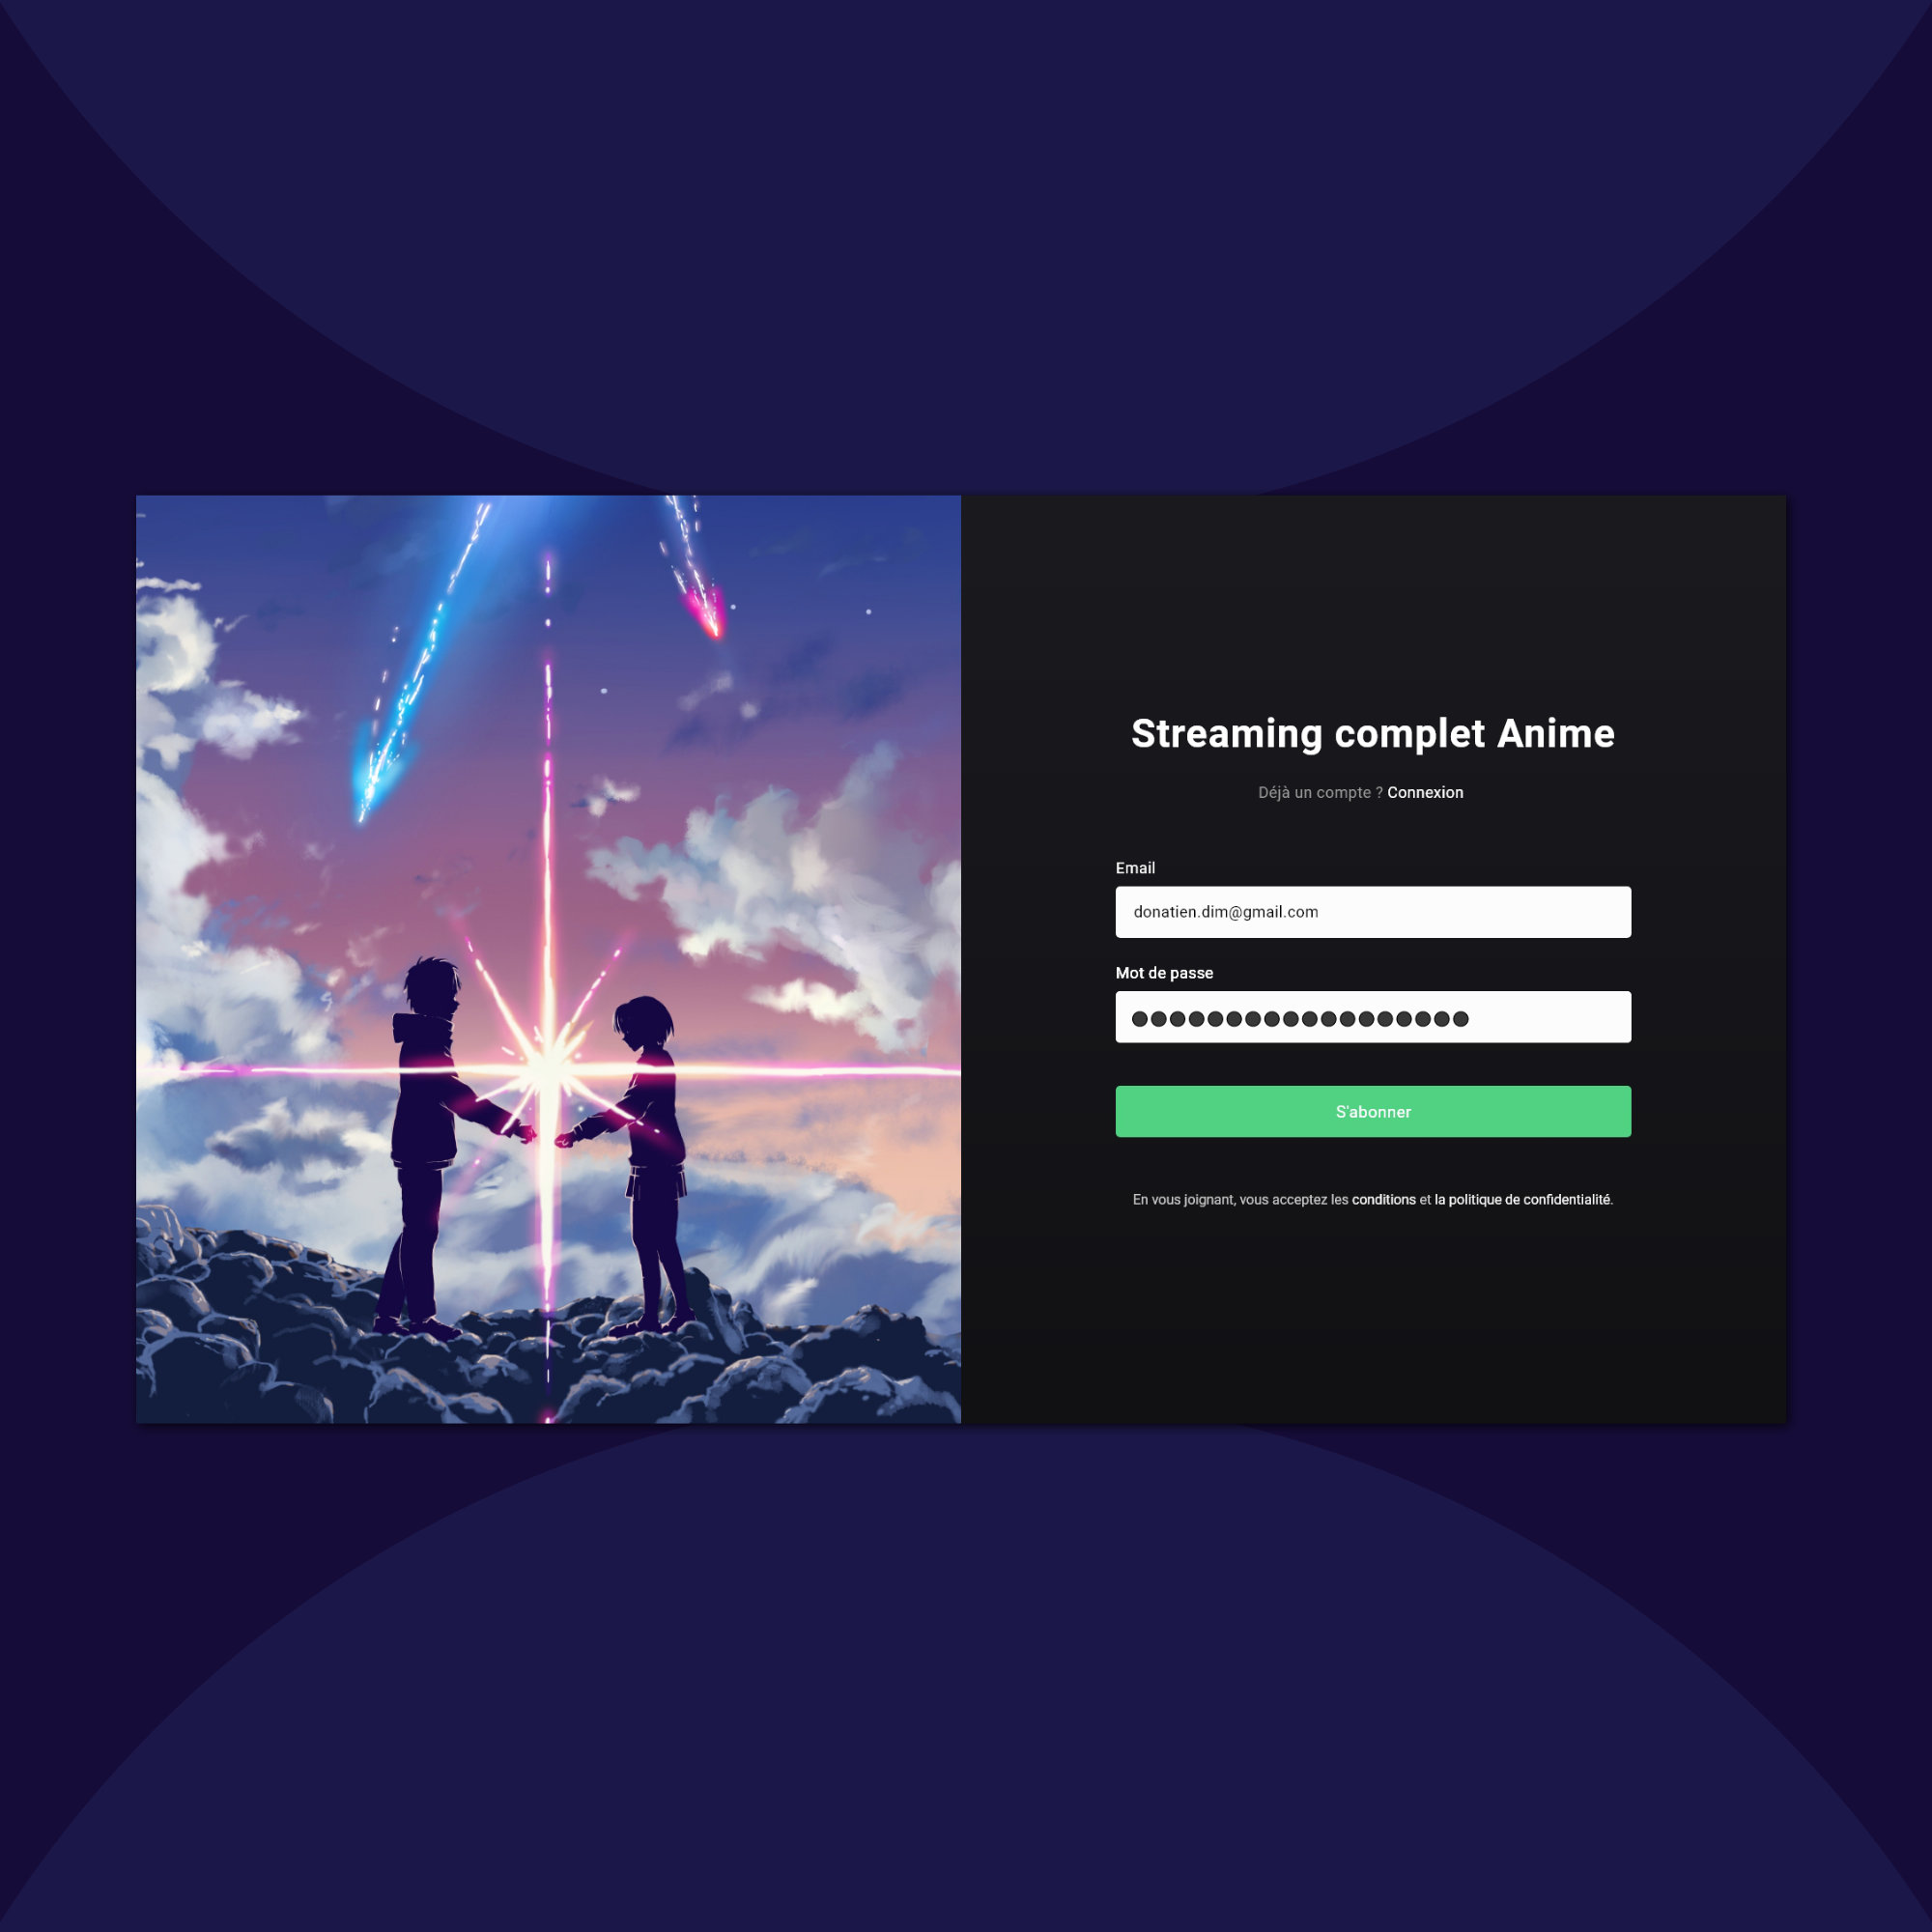 Streaming complet Anime
Déjà un compte ? Connexion
Email
donatien.dim@gmail.com
Mot de passe
S'abonner
En vous joignant, vous acceptez les conditions et la politique de confidentialité.